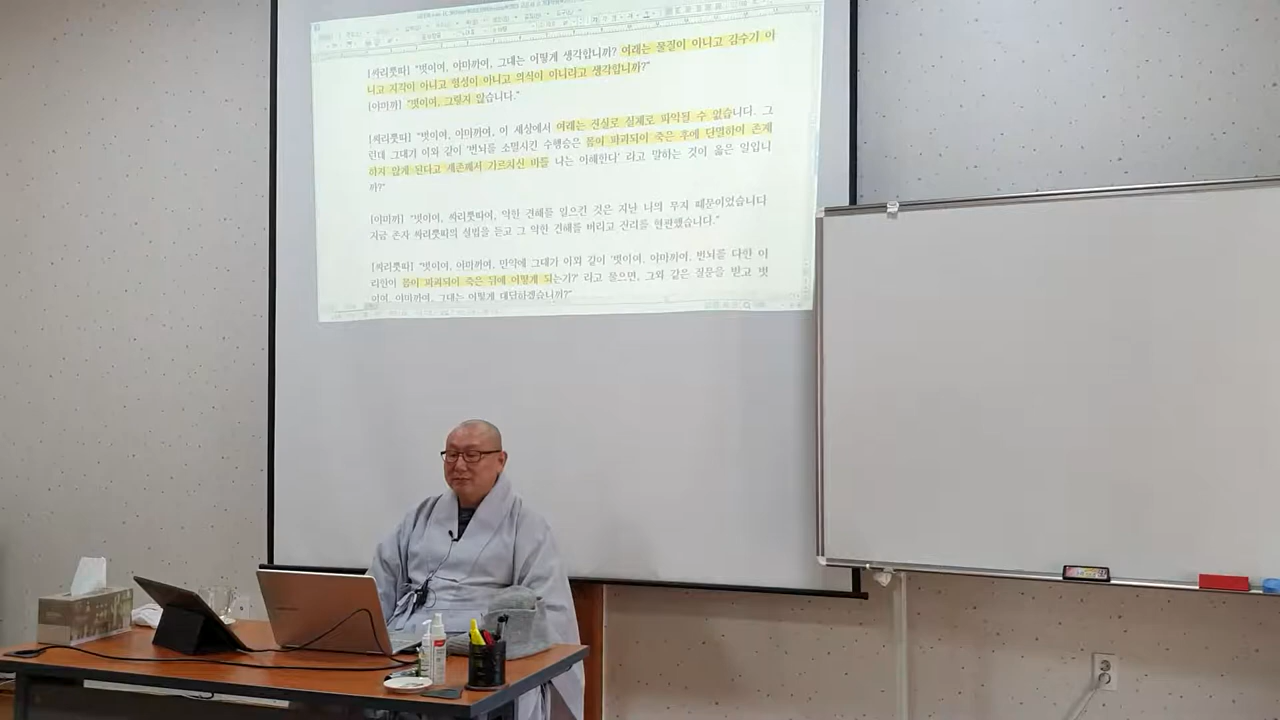 [싸리뿟따] "벗이여, 야마까여, 그대는 어떻게 생각합니까? 여래는 물질이 아니고 감수가 아
니고 지각이 아니고 형성이 아니고 의식이 아니라고 생각합니까?"
[야마까] "벗이여, 그렇지 않습니다."
[싸리뿟따] "벗이여, 야마까여, 이 세상에서 여래는 진실로 실제로 파악될 수 없습니다. 그
런데 그대가 이와 같이 '번뇌를 소멸시킨 수행승은 몸이 파괴되어 죽은 후에 단멸하여 존재
하지 않게 된다고 세존께서 가르치신 바를 나는 이해한다' 라고 말하는 것이 옳은 일입니
까?"
[야마까] "벗이여, 싸리뿟따여, 악한 견해를 일으킨 것은 지난 나의 무지 때문이었습니다
지금 존자 싸리뿟따의 설법을 듣고 그 악한 견해를 버리고 진리를 현관했습니다."
[싸리뿟따] "벗이여, 야마까여, 만약에 그대가 이와 같이 '벗이여, 야마까여, 번뇌를 다한 아
라한이 몸이 파괴되어 죽은 뒤에 어떻게 되는가?' 라고 물으면, 그와 같은 질문을 받고 벗
이여, 야마까여, 그대는 어떻게 대답하겠습니까?"